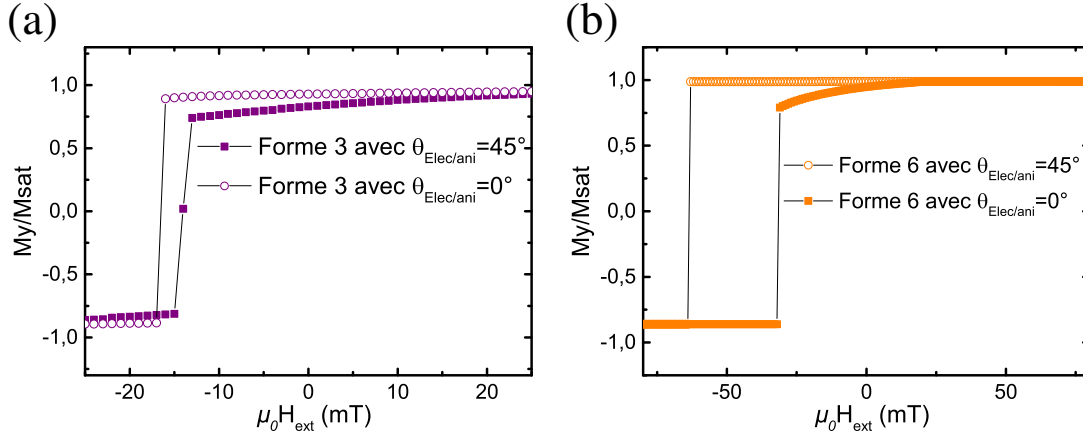 (a)
My/Msat
1,0
0,5
0,0
-0,5
-1,0
Forme 3 avec θElec/ani=45°
Forme 3 avec θElec/ani=0°
-20
-10
0
10
20
μ0Hext (mT)
(b)
My/Msat
1,0
0,5
0,0
-0,5
-1,0
Forme 6 avec θElec/ani=45°
Forme 6 avec θElec/ani=0°
-50
0
50
μ0Hext (mT)